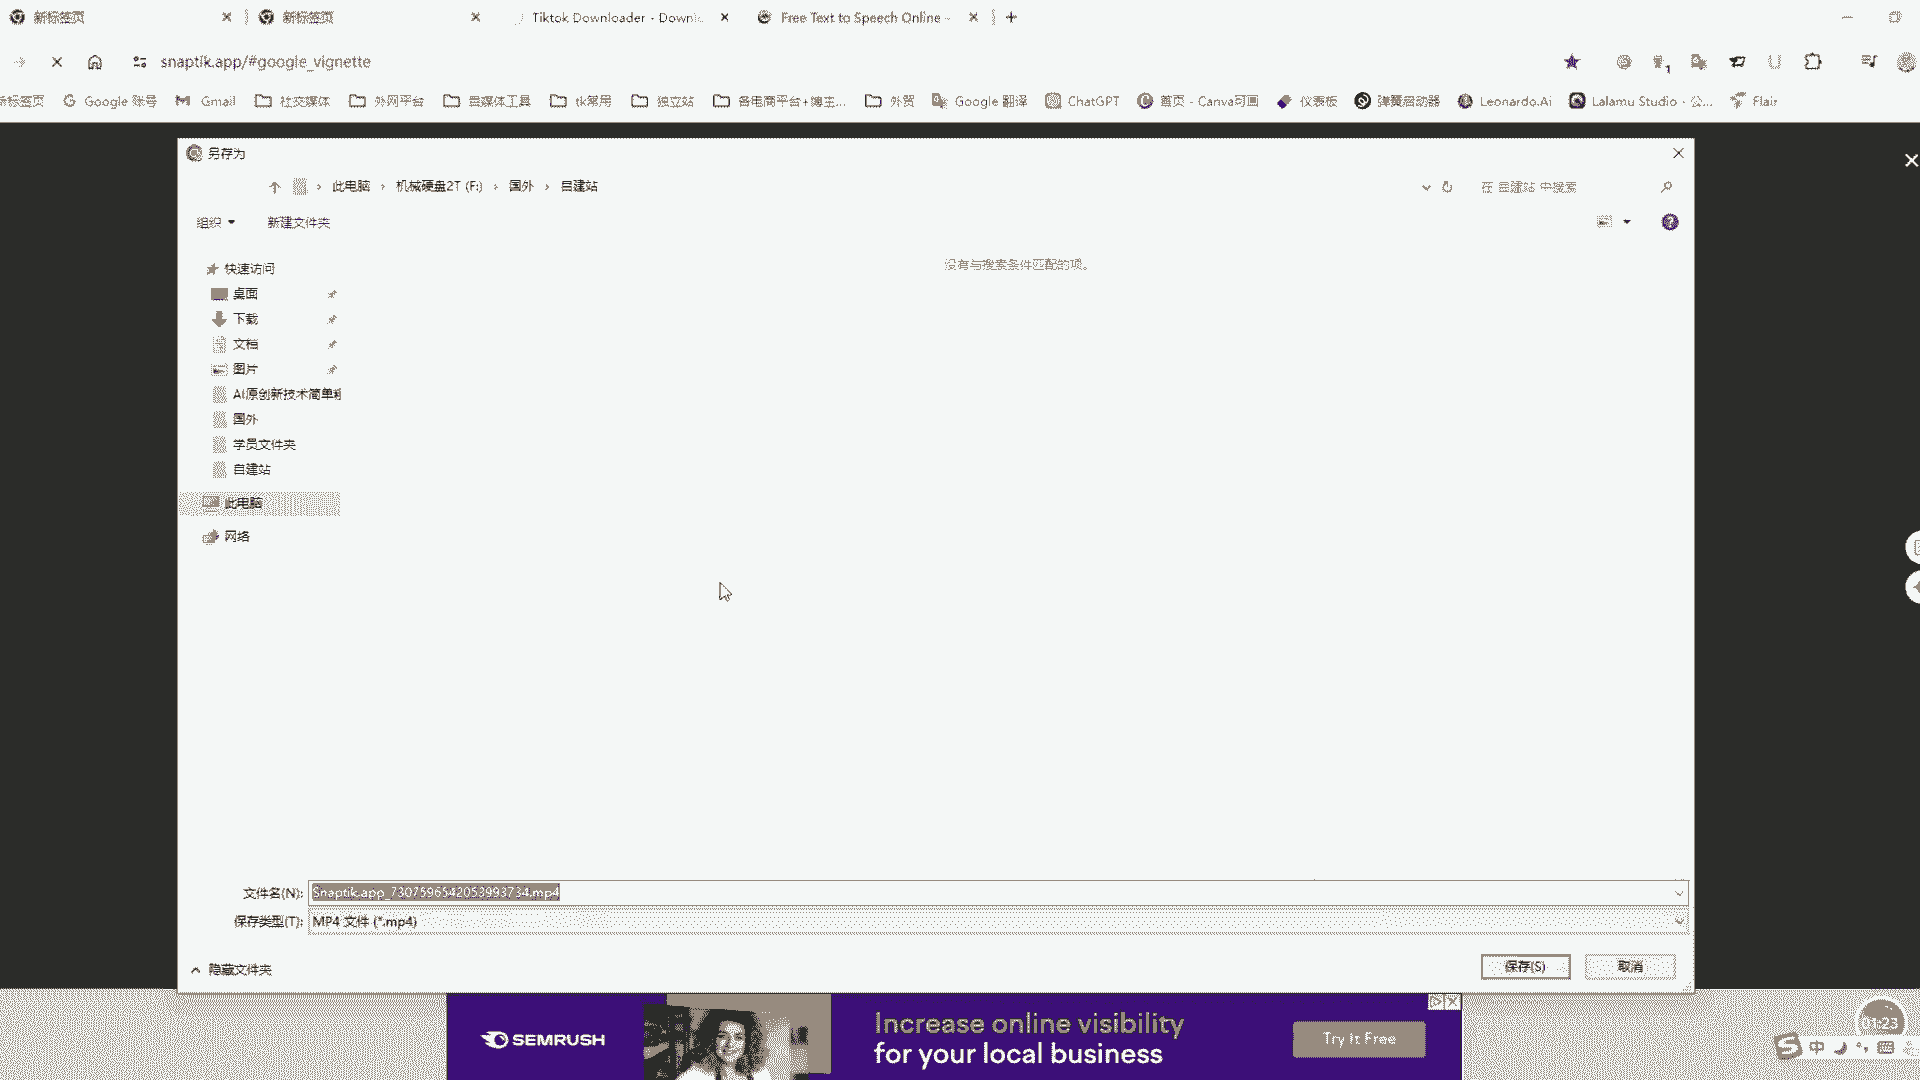 新标签页
新标签页
Tiktok Downloader - Downl
Free Text to Speech Online -
snaptik.app/#google_vignette
新标签页
Google 账号
Gmail
社交媒体
外网平台
自媒体工具
tk常用
独立站
各电商平台+博主...
外贸
Google 翻译
ChatGPT
首页 - Canva可画
仪表板
弹簧启动器
Leonardo.Ai
Lalamu Studio - 公...
Flair
另存为
此电脑 › 机械硬盘2T (F:) › 国外 › 自建站
在 自建站 中搜索
组织
新建文件夹
没有与搜索条件匹配的项。
快速访问
桌面
下载
文档
图片
AI原创新技术简单
国外
学员文件夹
自建站
此电脑
网络
文件名(N):
Snaptik.app_7307596542053993734.mp4
保存类型(T):
MP4 文件 (*.mp4)
隐藏文件夹
保存(S)
取消
SEMRUSH
Increase online visibility
for your local business
Try It Free
01:23
中